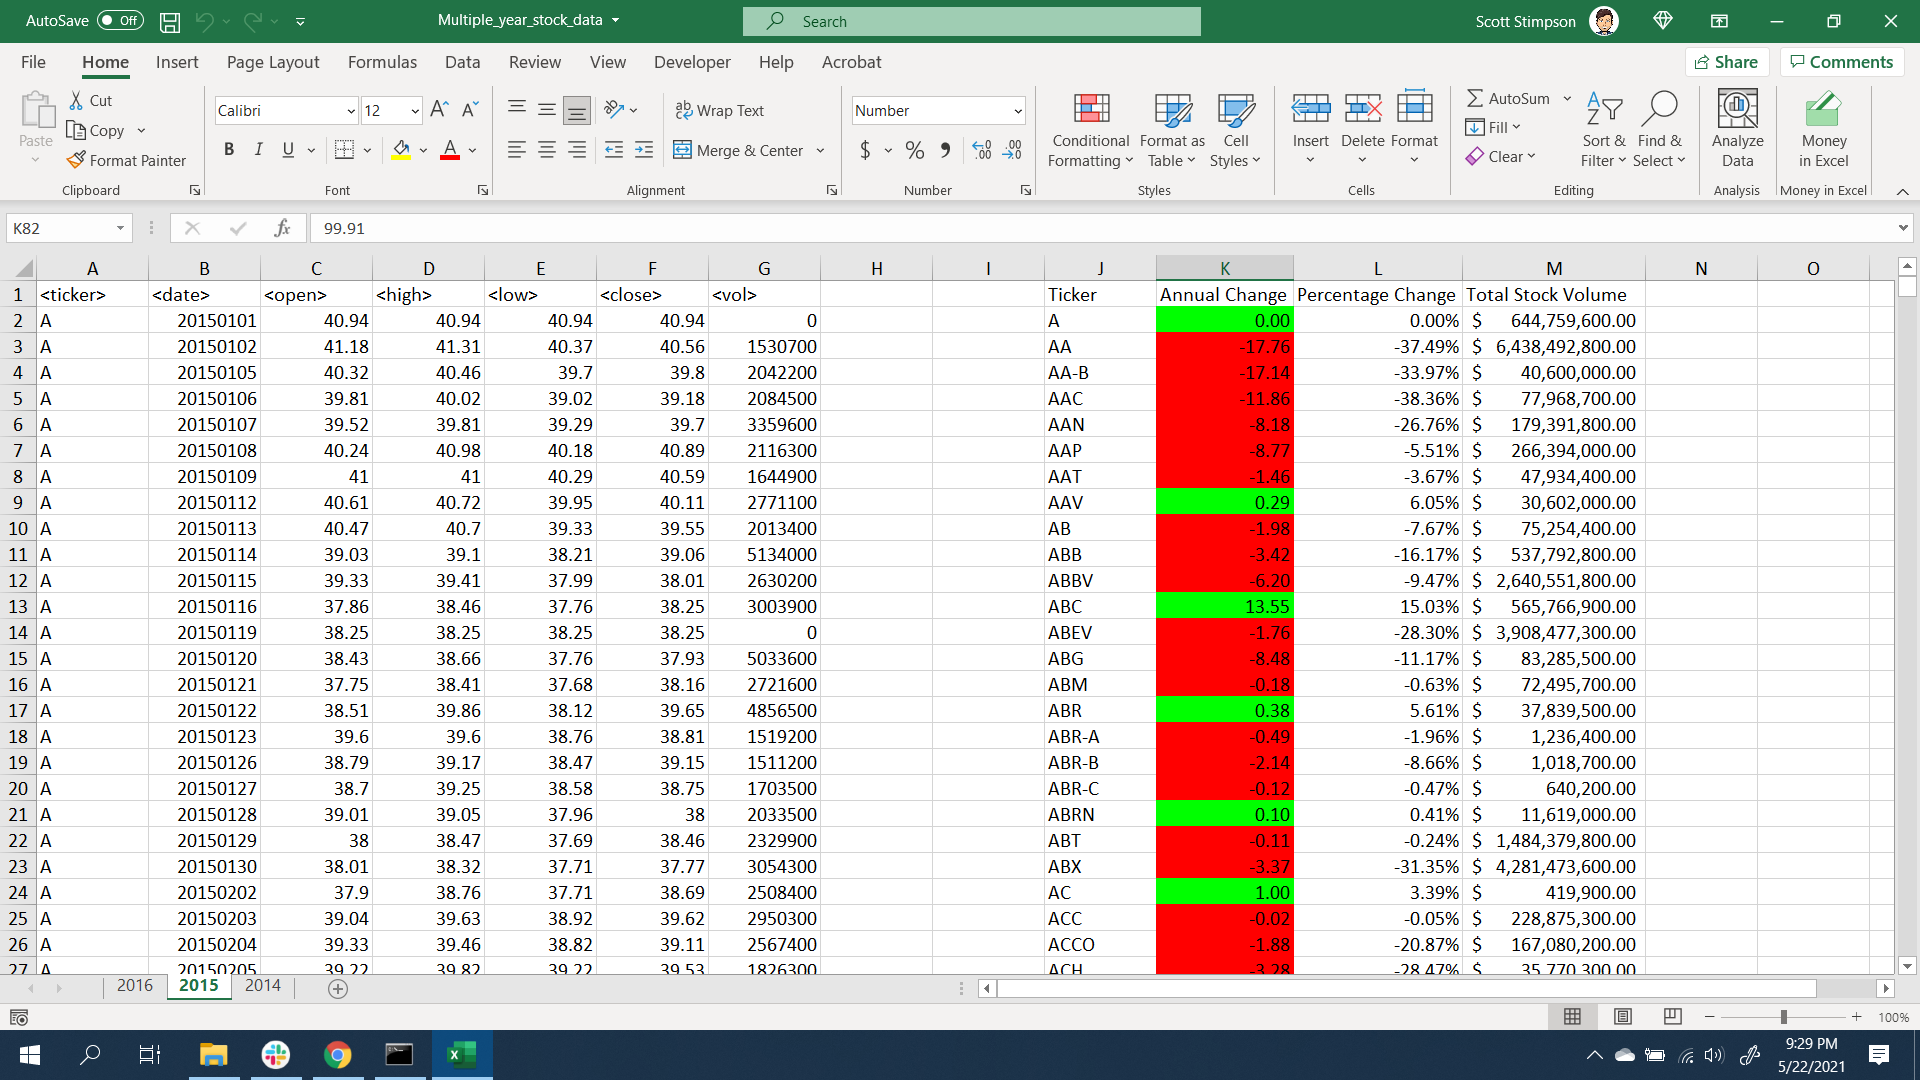 AutoSave Off Multiple_year_stock_data Search Scott Stimpson
File Home Insert Page Layout Formulas Data Review View Developer Help Acrobat Share Comments
Paste Cut Copy Format Painter
Calibri 12 B I U A
ab Wrap Text Merge & Center
Number $ % 9 .00 .00
Conditional Formatting Format as Table Cell Styles
Insert Delete Format
AutoSum Fill Clear Sort & Filter Find & Select
Analyze Data Money in Excel
Clipboard Font Alignment Number Styles Cells Editing Analysis Money in Excel
K82 fx 99.91
A B C D E F G H I J K L M N O
1 <ticker> <date> <open> <high> <low> <close> <vol> Ticker Annual Change Percentage Change Total Stock Volume
2 A 20150101 40.94 40.94 40.94 40.94 0 A 0.00 0.00% $ 644,759,600.00
3 A 20150102 41.18 41.31 40.37 40.56 1530700 AA -17.76 -37.49% $ 6,438,492,800.00
4 A 20150105 40.32 40.46 39.7 39.8 2042200 AA-B -17.14 -33.97% $ 40,600,000.00
5 A 20150106 39.81 40.02 39.02 39.18 2084500 AAC -11.86 -38.36% $ 77,968,700.00
6 A 20150107 39.52 39.81 39.29 39.7 3359600 AAN -8.18 -26.76% $ 179,391,800.00
7 A 20150108 40.24 40.98 40.18 40.89 2116300 AAP -8.77 -5.51% $ 266,394,000.00
8 A 20150109 41 41 40.29 40.59 1644900 AAT -1.46 -3.67% $ 47,934,400.00
9 A 20150112 40.61 40.72 39.95 40.11 2771100 AAV 0.29 6.05% $ 30,602,000.00
10 A 20150113 40.47 40.7 39.33 39.55 2013400 AB -1.98 -7.67% $ 75,254,400.00
11 A 20150114 39.03 39.1 38.21 39.06 5134000 ABB -3.42 -16.17% $ 537,792,800.00
12 A 20150115 39.33 39.41 37.99 38.01 2630200 ABBV -6.20 -9.47% $ 2,640,551,800.00
13 A 20150116 37.86 38.46 37.76 38.25 3003900 ABC 13.55 15.03% $ 565,766,900.00
14 A 20150119 38.25 38.25 38.25 38.25 0 ABEV -1.76 -28.30% $ 3,908,477,300.00
15 A 20150120 38.43 38.66 37.76 37.93 5033600 ABG -8.48 -11.17% $ 83,285,500.00
16 A 20150121 37.75 38.41 37.68 38.16 2721600 ABM -0.18 -0.63% $ 72,495,700.00
17 A 20150122 38.51 39.86 38.12 39.65 4856500 ABR 0.38 5.61% $ 37,839,500.00
18 A 20150123 39.6 39.6 38.76 38.81 1519200 ABR-A -0.49 -1.96% $ 1,236,400.00
19 A 20150126 38.79 39.17 38.47 39.15 1511200 ABR-B -2.14 -8.66% $ 1,018,700.00
20 A 20150127 38.7 39.25 38.58 38.75 1703500 ABR-C -0.12 -0.47% $ 640,200.00
21 A 20150128 39.01 39.05 37.96 38 2033500 ABRN 0.10 0.41% $ 11,619,000.00
22 A 20150129 38 38.47 37.69 38.46 2329900 ABT -0.11 -0.24% $ 1,484,379,800.00
23 A 20150130 38.01 38.32 37.71 37.77 3054300 ABX -3.37 -31.35% $ 4,281,473,600.00
24 A 20150202 37.9 38.76 37.71 38.69 2508400 AC 1.00 3.39% $ 419,900.00
25 A 20150203 39.04 39.63 38.92 39.62 2950300 ACC -0.02 -0.05% $ 228,875,300.00
26 A 20150204 39.33 39.46 38.82 39.11 2567400 ACCO -1.88 -20.87% $ 167,080,200.00
27 A 20150205 39.22 39.82 39.22 39.53 1826300 ACH -3.28 -28.47% $ 35,770,300.00
2016 2015 2014
100%
9:29 PM
5/22/2021